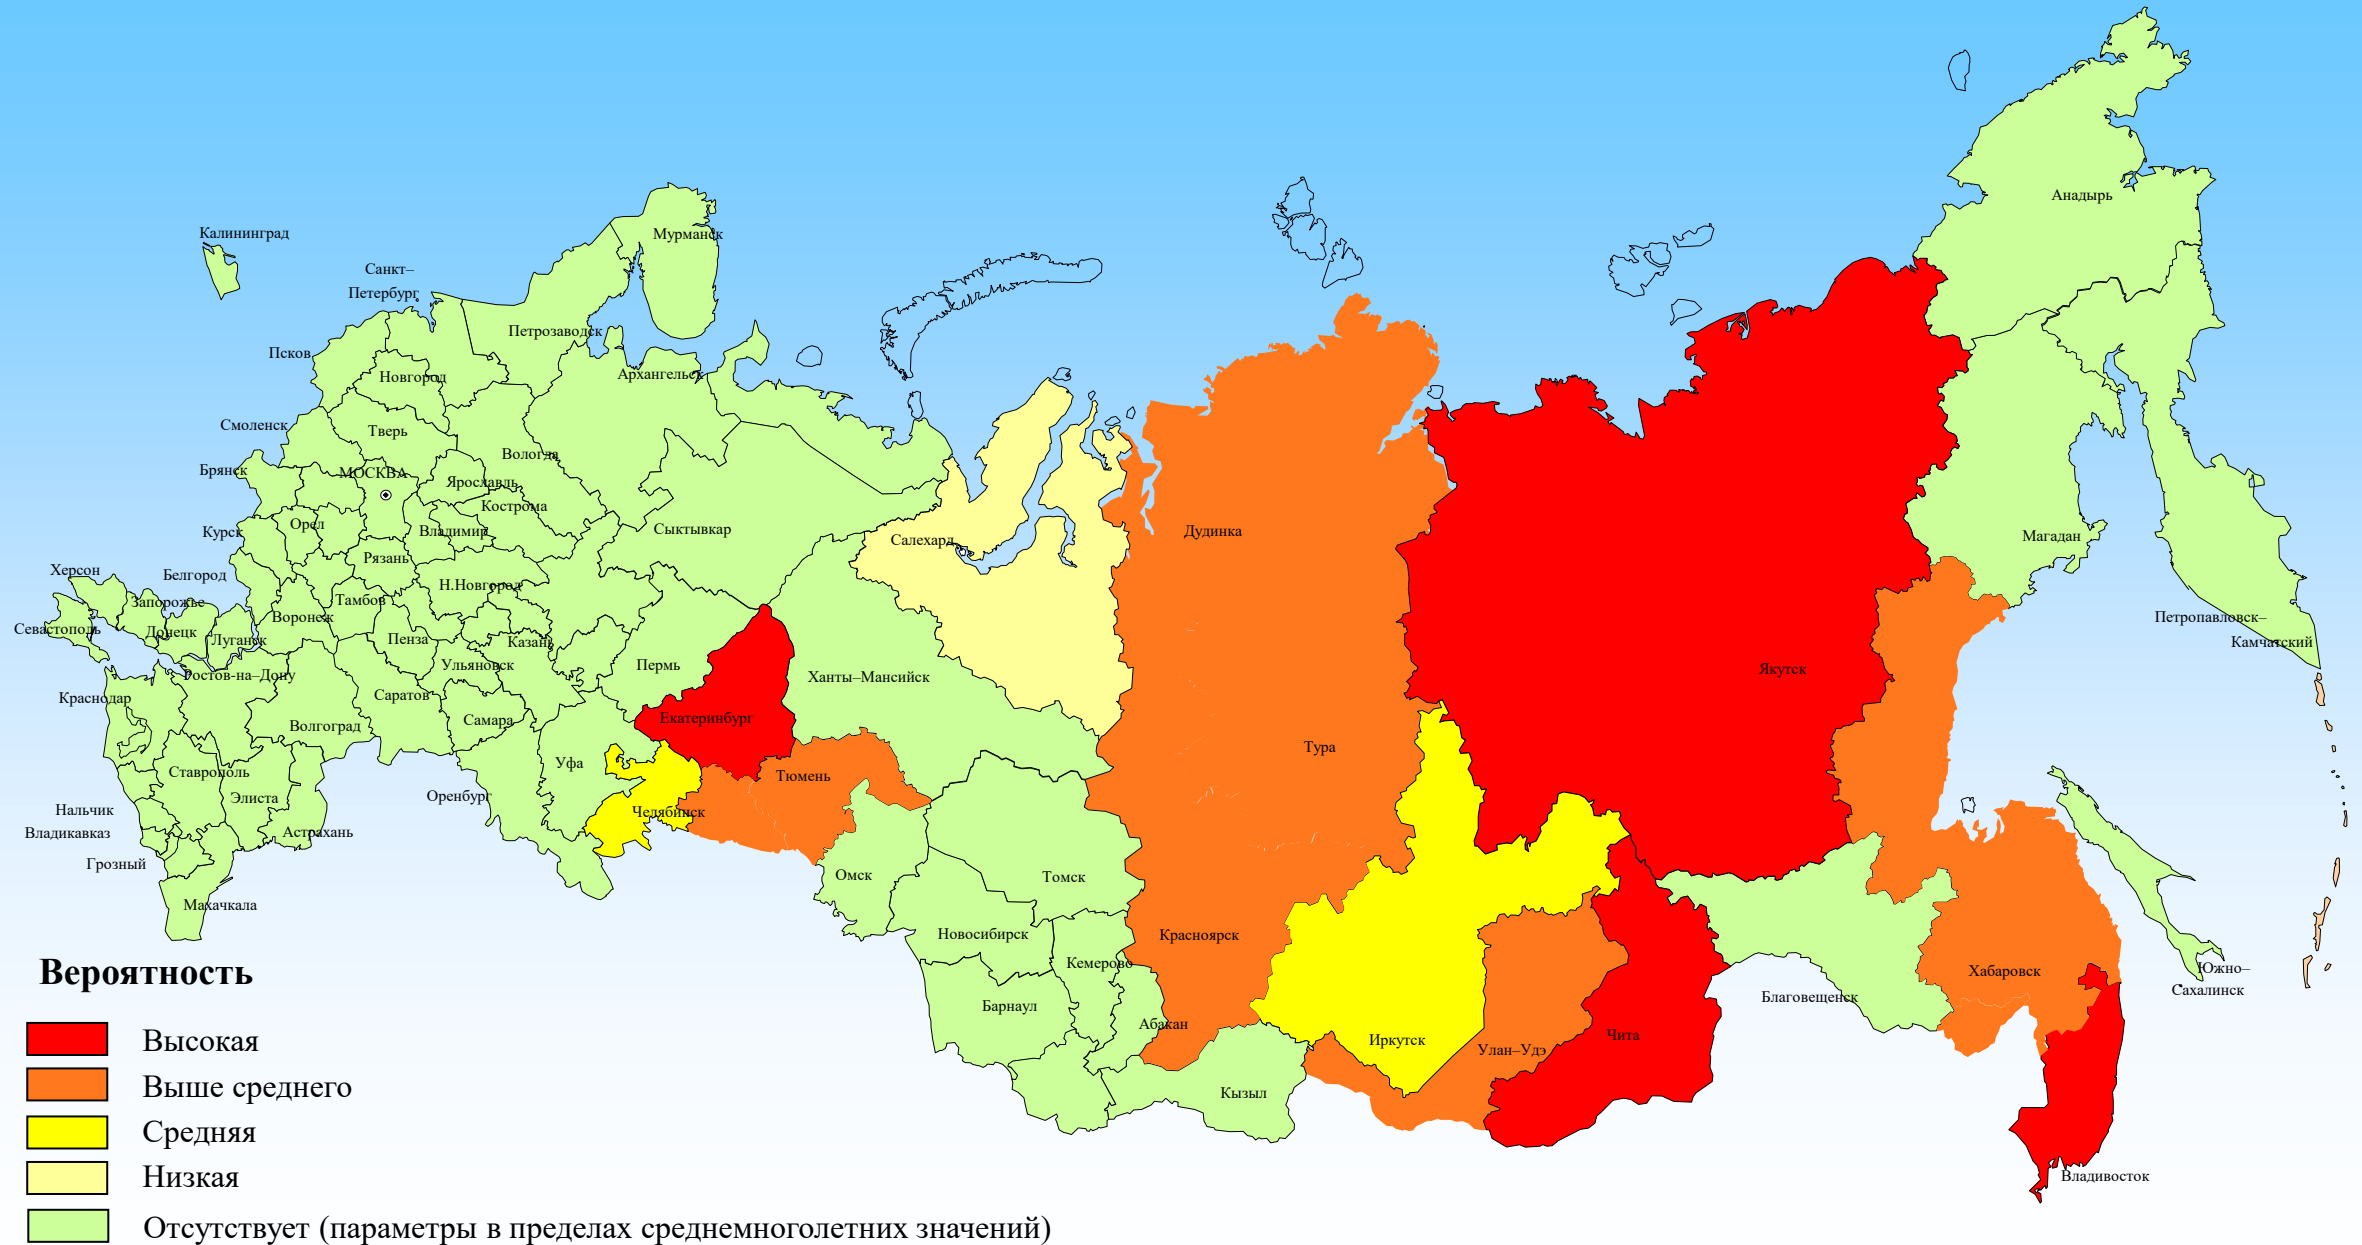 Анадырь
Калининград
Мурманск
Санкт–
Петербург
Петрозаводск
Псков
Новгород
Архангельск
Смоленск
Тверь
Вологда
Брянск
МОСКВА
Ярославль
Кострома
Орел
Курск
Владимир
Сыктывкар
Салехард
Дудинка
Магадан
Рязань
Херсон
Белгород
Н.Новгород
Запорожье
Тамбов
Воронеж
Севастополь
Донецк
Луганск
Пенза
Казань
Петропавловск–
Камчатский
Ульяновск
Пермь
Якутск
Ростов-на–Дону
Ханты–Мансийск
Краснодар
Саратов
Самара
Екатеринбург
Волгоград
Тура
Ставрополь
Уфа
Тюмень
Элиста
Оренбург
Нальчик
Челябинск
Владикавказ
Астрахань
Грозный
Омск
Томск
Махачкала
Новосибирск
Красноярск
Кемерово
Хабаровск
Южно–
Сахалинск
Благовещенск
Барнаул
Абакан
Иркутск
Улан–Удэ
Чита
Кызыл
Владивосток
Вероятность
Высокая
Выше среднего
Средняя
Низкая
Отсутствует (параметры в пределах среднемноголетних значений)